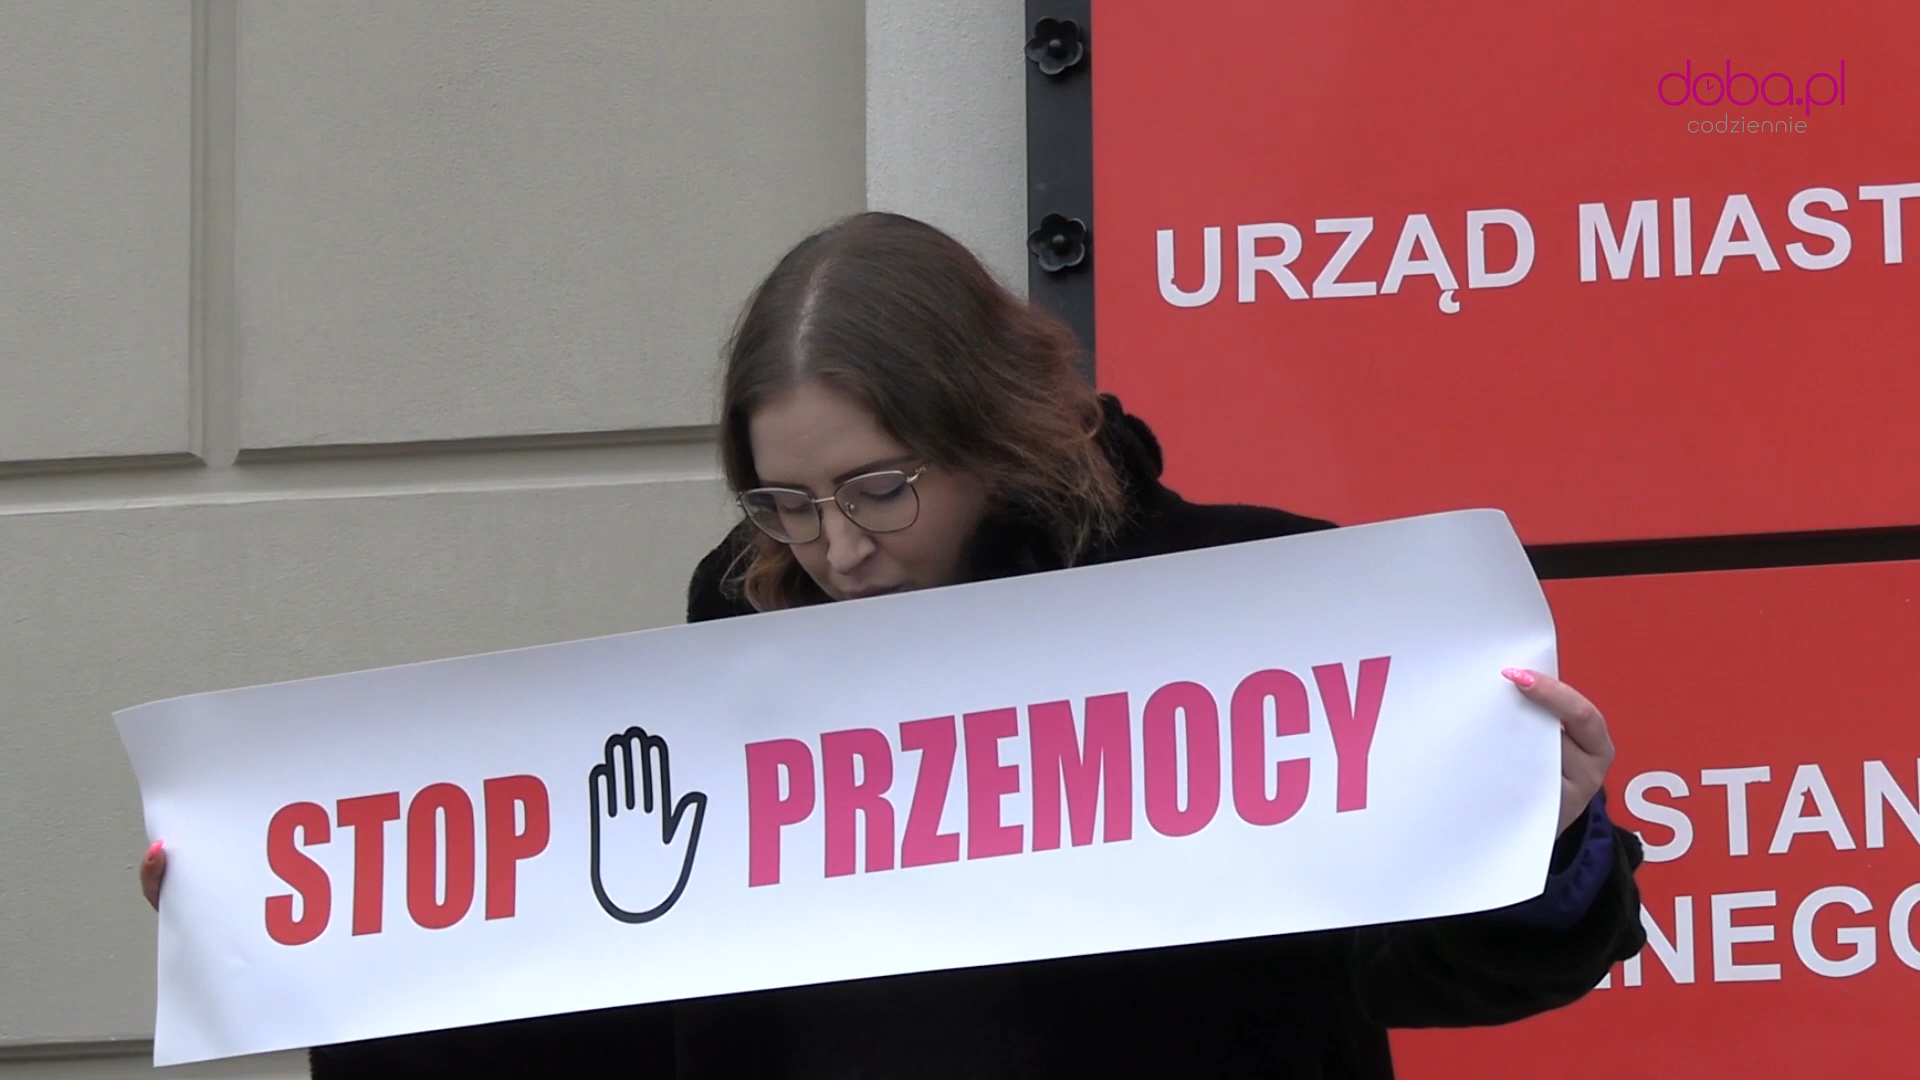 doba.pl
codziennie
URZĄD MIAST
STOP PRZEMOCY
STAN
NEGO